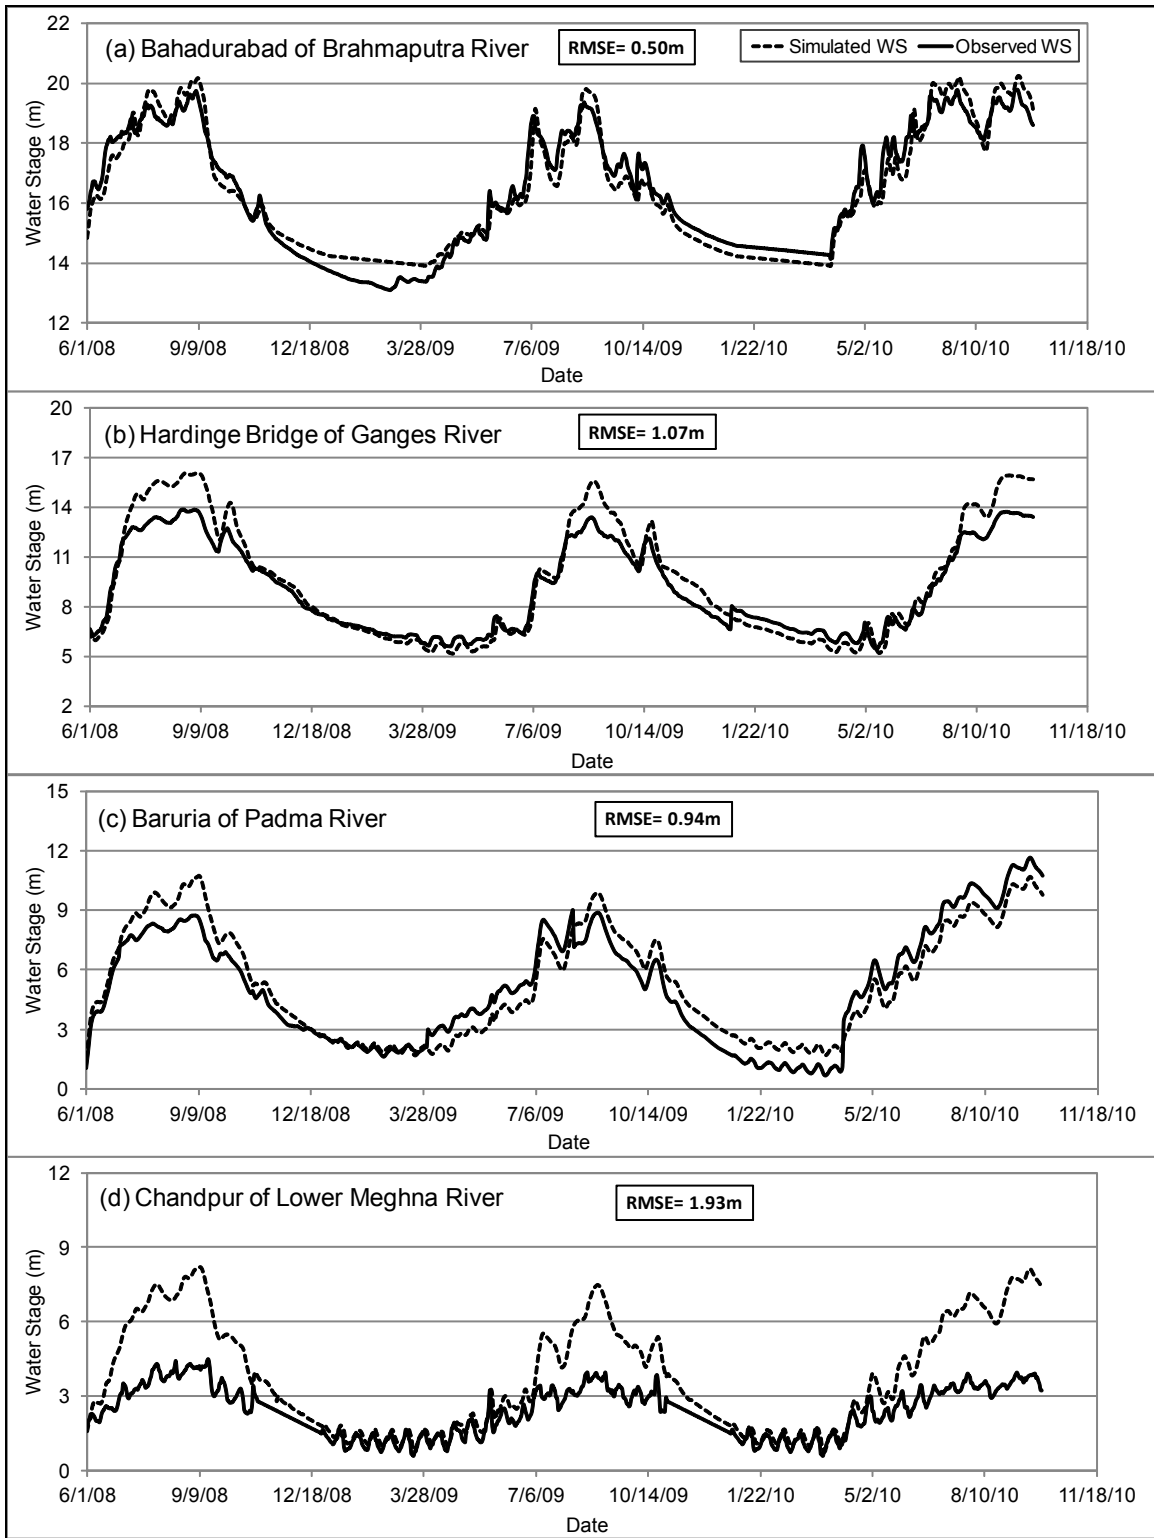 (a) Bahadurabad of Brahmaputra River
RMSE= 0.50m
Simulated WS
Observed WS
Water Stage (m)
22
20
18
16
14
12
6/1/08 9/9/08 12/18/08 3/28/09 7/6/09 10/14/09 1/22/10 5/2/10 8/10/10 11/18/10
Date
(b) Hardinge Bridge of Ganges River
RMSE= 1.07m
Water Stage (m)
20
17
14
11
8
5
2
6/1/08 9/9/08 12/18/08 3/28/09 7/6/09 10/14/09 1/22/10 5/2/10 8/10/10 11/18/10
Date
(c) Baruria of Padma River
RMSE= 0.94m
Water Stage (m)
15
12
9
6
3
0
6/1/08 9/9/08 12/18/08 3/28/09 7/6/09 10/14/09 1/22/10 5/2/10 8/10/10 11/18/10
Date
(d) Chandpur of Lower Meghna River
RMSE= 1.93m
Water Stage (m)
12
9
6
3
0
6/1/08 9/9/08 12/18/08 3/28/09 7/6/09 10/14/09 1/22/10 5/2/10 8/10/10 11/18/10
Date